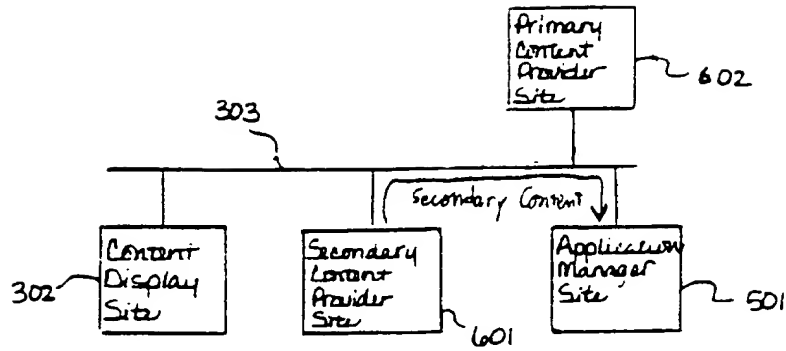 Primary
Content
Provider
Site
602
303
Secondary Content
Content
Display
Site
302
Secondary
Content
Provider
Site
601
Application
Manager
Site
501